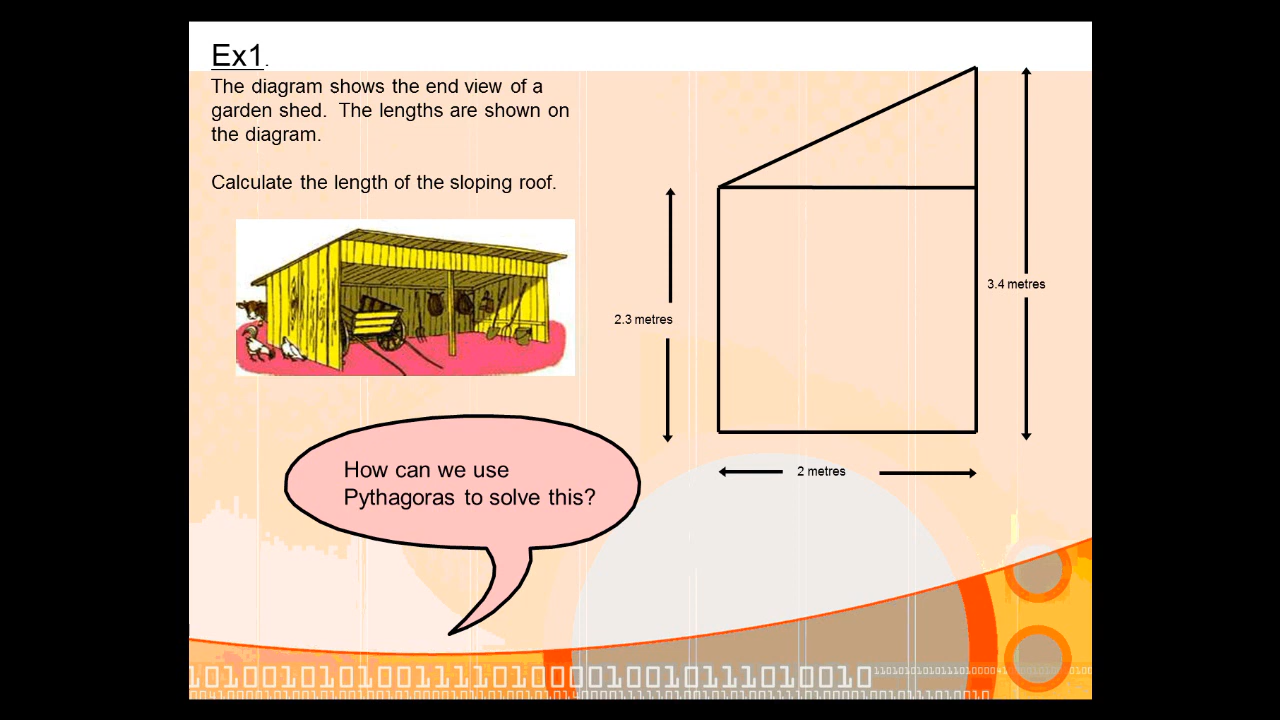 Ex1.
The diagram shows the end view of a
garden shed.  The lengths are shown on
the diagram.
Calculate the length of the sloping roof.
3.4 metres
2.3 metres
2 metres
How can we use
Pythagoras to solve this?